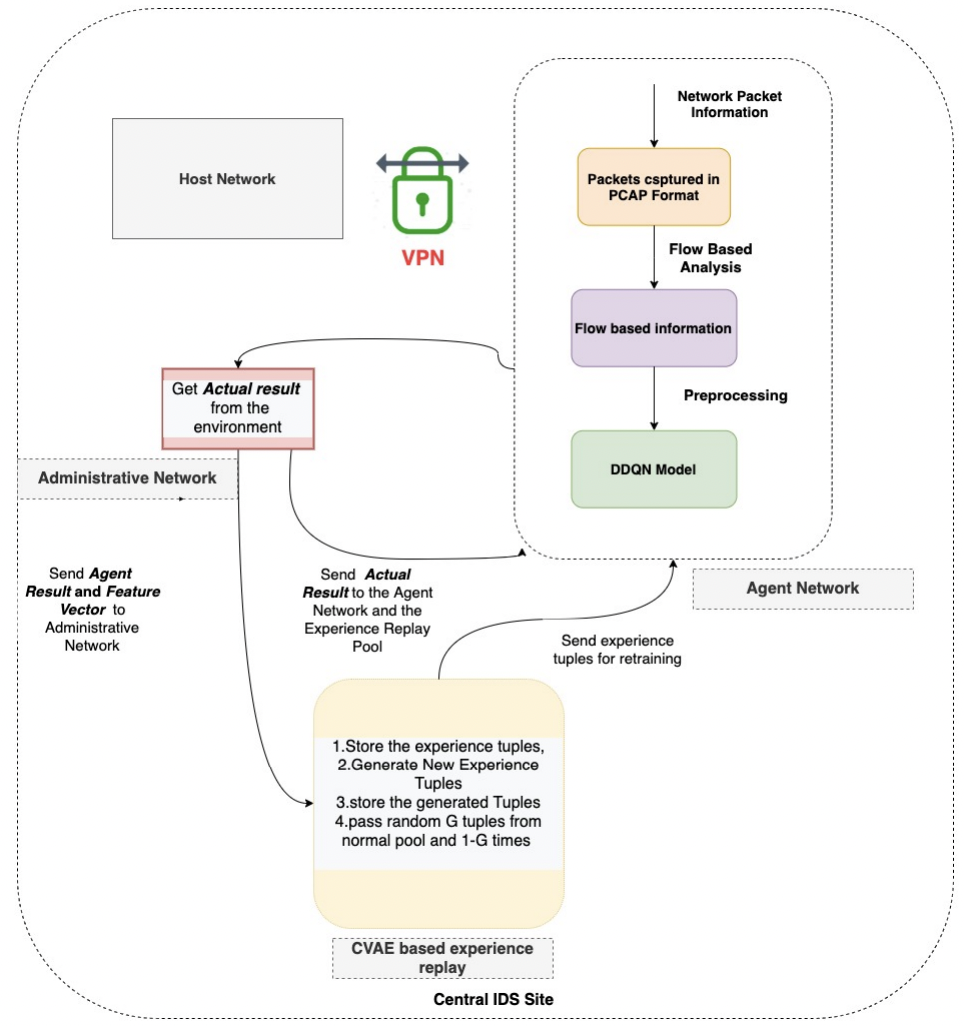 Network Packet
Information
Host Network
VPN
Packets csptured in
PCAP Format
Flow Based
Analysis
Flow based information
Preprocessing
DDQN Model
Get Actual result
from the
environment
Administrative Network
Send Agent
Result and Feature
Vector to
Administrative
Network
Send Actual
Result to the Agent
Network and the
Experience Replay
Pool
Agent Network
Send experience
tuples for retraining
1.Store the experience tuples,
2.Generate New Experience
Tuples
3.store the generated Tuples
4.pass random G tuples from
normal pool and 1-G times
CVAE based experience
replay
Central IDS Site